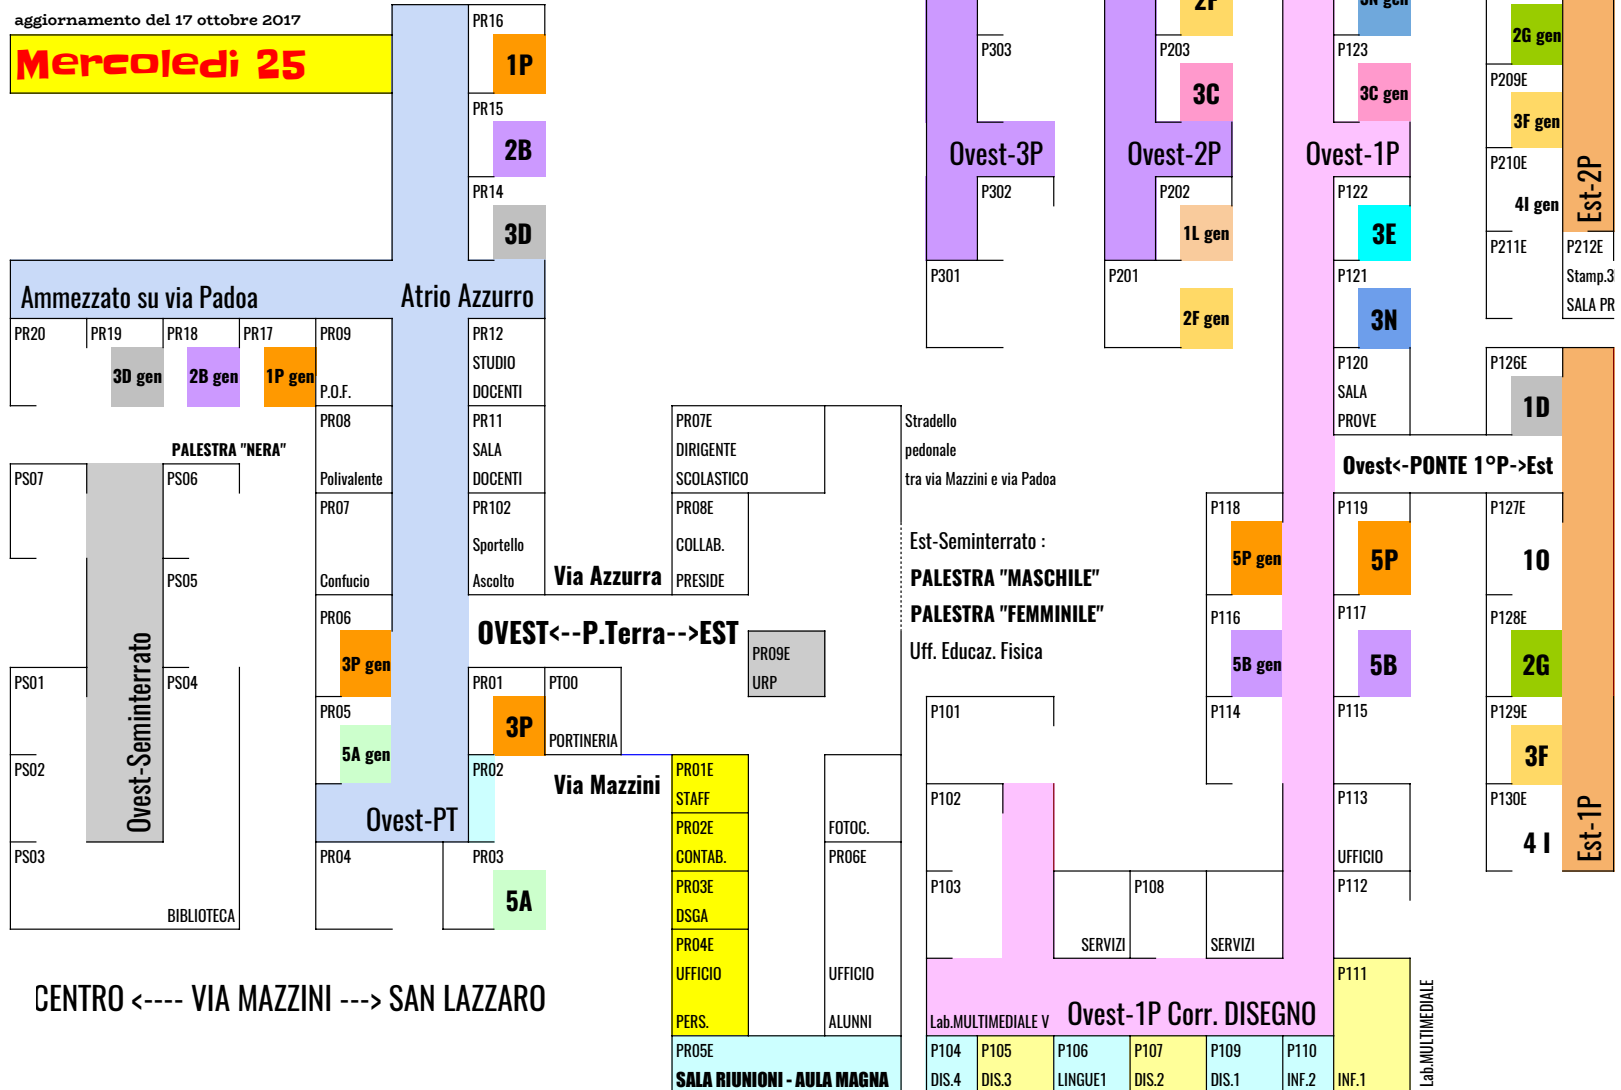 aggiornamento del 17 ottobre 2017
Mercoledi 25
PR16
1P
PR15
2B
PR14
3D
Ammezzato su via Padoa
Atrio Azzurro
PR20
PR19
3D gen
PR18
2B gen
PR17
1P gen
PR09
P.O.F.
PR12
STUDIO
DOCENTI
PR08
Polivalente
PR11
SALA
DOCENTI
PALESTRA "NERA"
PS07
PS06
PS05
PR07
Confucio
PR102
Sportello
Ascolto
Via Azzurra
PR07E
DIRIGENTE
SCOLASTICO
PR08E
COLLAB.
PRESIDE
OVEST<--P.Terra-->EST
PR09E
URP
PR06
3P gen
PR05
5A gen
PS01
PS04
PS02
PS03
BIBLIOTECA
Ovest-Seminterrato
PR01
3P
PT00
PORTINERIA
PR02
Via Mazzini
Ovest-PT
PR04
PR03
5A
PR01E
STAFF
PR02E
CONTAB.
PR03E
DSGA
PR04E
UFFICIO
PERS.
FOTOC.
PR06E
UFFICIO
ALUNNI
PR05E
SALA RIUNIONI - AULA MAGNA
CENTRO <---- VIA MAZZINI ---> SAN LAZZARO
Stradello
pedonale
tra via Mazzini e via Padoa
Est-Seminterrato :
PALESTRA "MASCHILE"
PALESTRA "FEMMINILE"
Uff. Educaz. Fisica
P303
Ovest-3P
P302
P301
2F
P203
3C
Ovest-2P
P202
1L gen
P201
2F gen
3N gen
P123
3C gen
Ovest-1P
P122
3E
P121
3N
P120
SALA
PROVE
2G gen
P209E
3F gen
P210E
4I gen
P211E
Est-2P
P212E
Stamp.3
SALA PR
P126E
1D
Ovest<-PONTE 1°P->Est
P118
5P gen
P119
5P
P127E
10
P116
5B gen
P117
5B
P128E
2G
P114
P115
P129E
3F
P113
UFFICIO
P130E
4 I
Est-1P
P112
P101
P102
P103
SERVIZI
P108
SERVIZI
Lab.MULTIMEDIALE V
Ovest-1P Corr. DISEGNO
P111
INF.1
Lab.MULTIMEDIALE
P104
DIS.4
P105
DIS.3
P106
LINGUE1
P107
DIS.2
P109
DIS.1
P110
INF.2